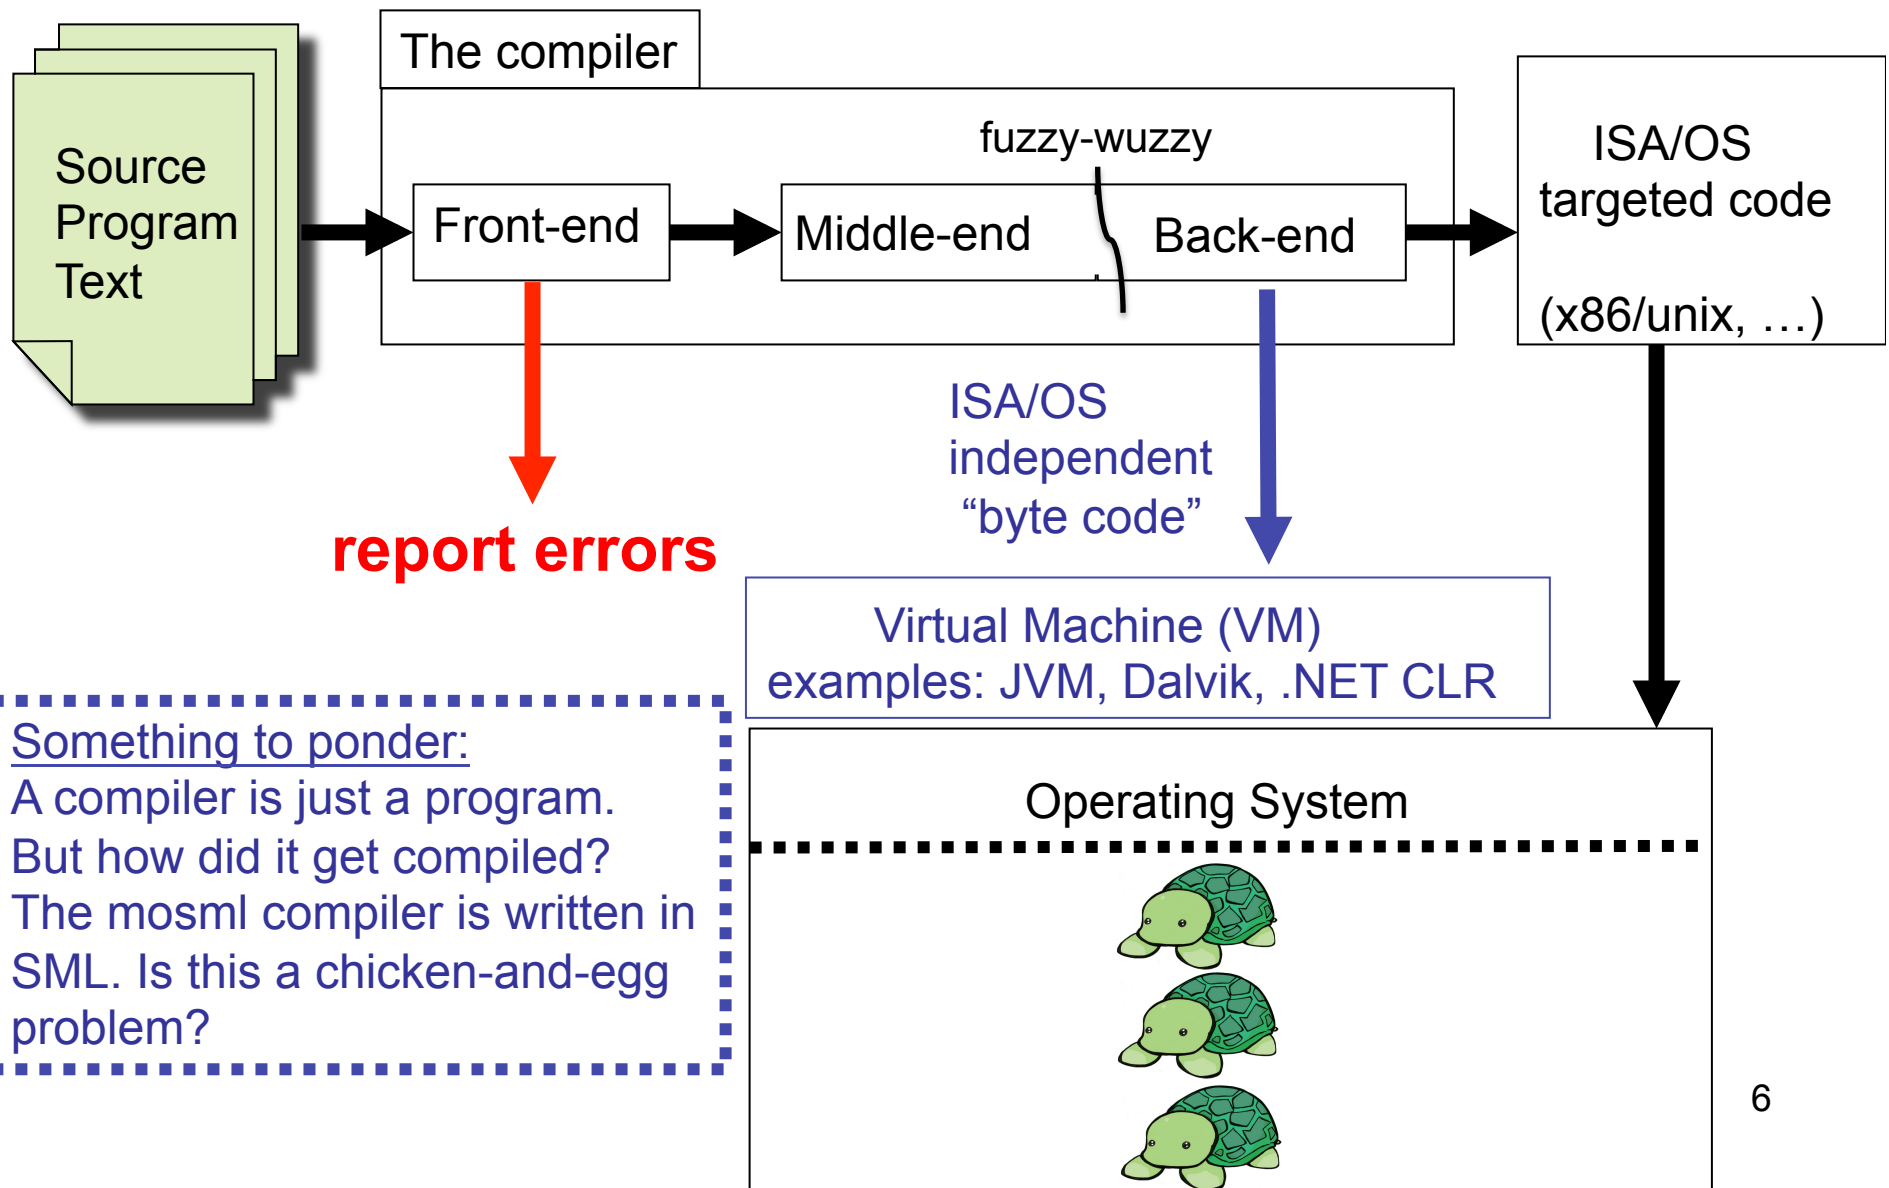 The compiler
Source
Program
Text
fuzzy-wuzzy
Front-end
Middle-end
Back-end
ISA/OS
targeted code
(x86/unix, …)
report errors
ISA/OS
independent
“byte code”
Virtual Machine (VM)
examples: JVM, Dalvik, .NET CLR
Something to ponder:
A compiler is just a program.
But how did it get compiled?
The mosml compiler is written in
SML. Is this a chicken-and-egg
problem?
Operating System
6